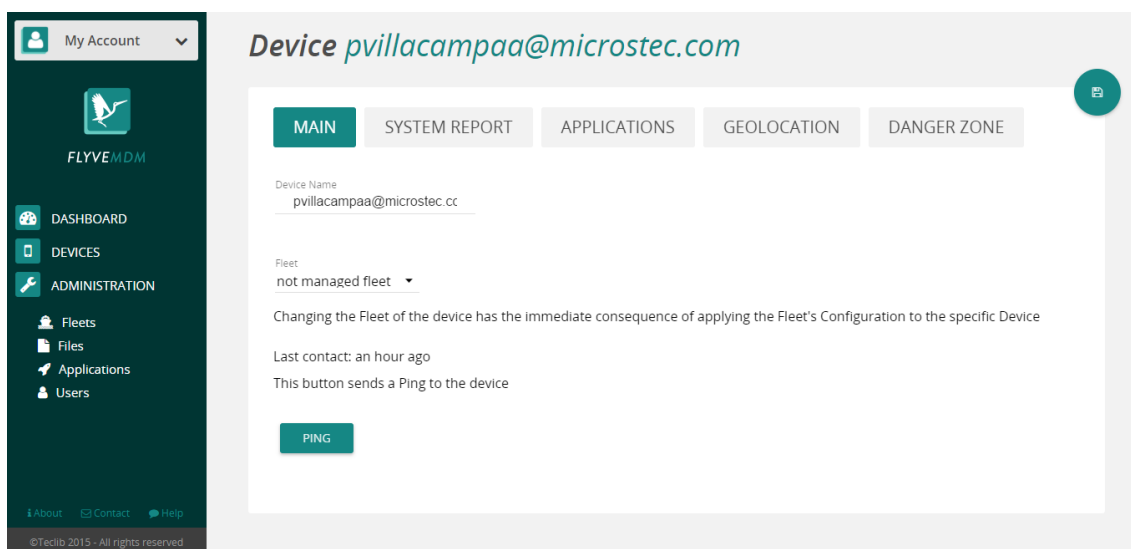 My Account
FLYVEMDM
DASHBOARD
DEVICES
ADMINISTRATION
Fleets
Files
Applications
Users
About Contact Help
©Teclib 2015 - All rights reserved
Device pvillacampaa@microstec.com
MAIN SYSTEM REPORT APPLICATIONS GEOLOCATION DANGER ZONE
Device Name
pvillacampaa@microstec.cc
Fleet
not managed fleet
Changing the Fleet of the device has the immediate consequence of applying the Fleet's Configuration to the specific Device
Last contact: an hour ago
This button sends a Ping to the device
PING